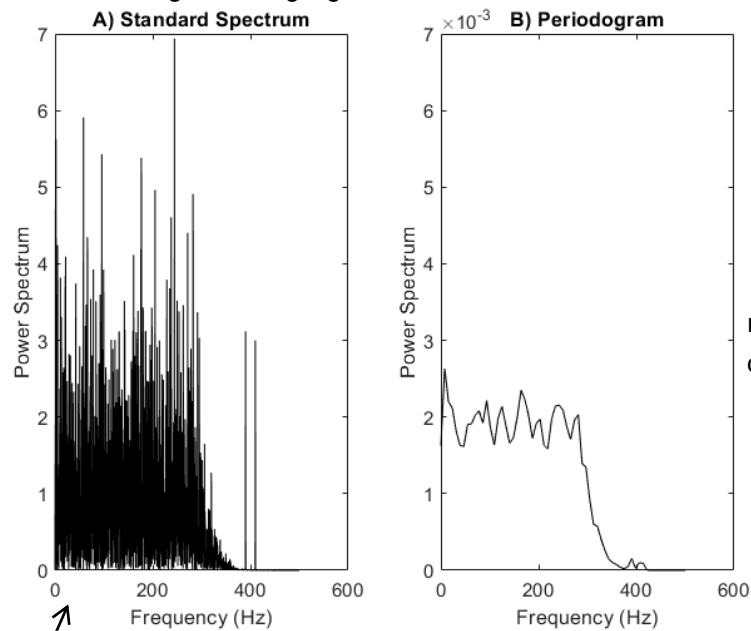 A) Standard Spectrum
7
6
5
4
3
2
1
0
Power Spectrum
0 200 400 600
Frequency (Hz)
×10⁻³ B) Periodogram
7
6
5
4
3
2
1
0
Power Spectrum
0 200 400 600
Frequency (Hz)